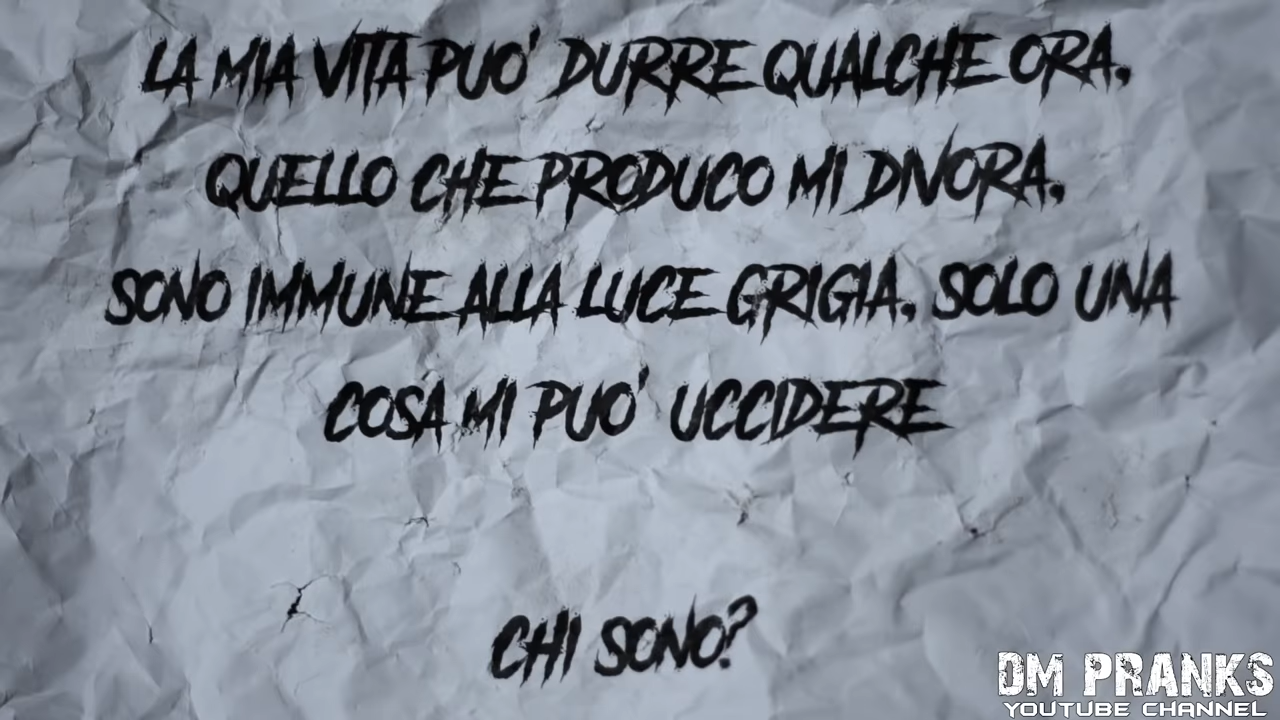 LA MIA VITA PUO' DURRE QUALCHE ORA,
QUELLO CHE PRODUCO MI DIVORA,
SONO IMMUNE ALLA LUCE GRIGIA, SOLO UNA
COSA MI PUO' UCCIDERE
CHI SONO?
DM PRANKS
YOUTUBE CHANNEL